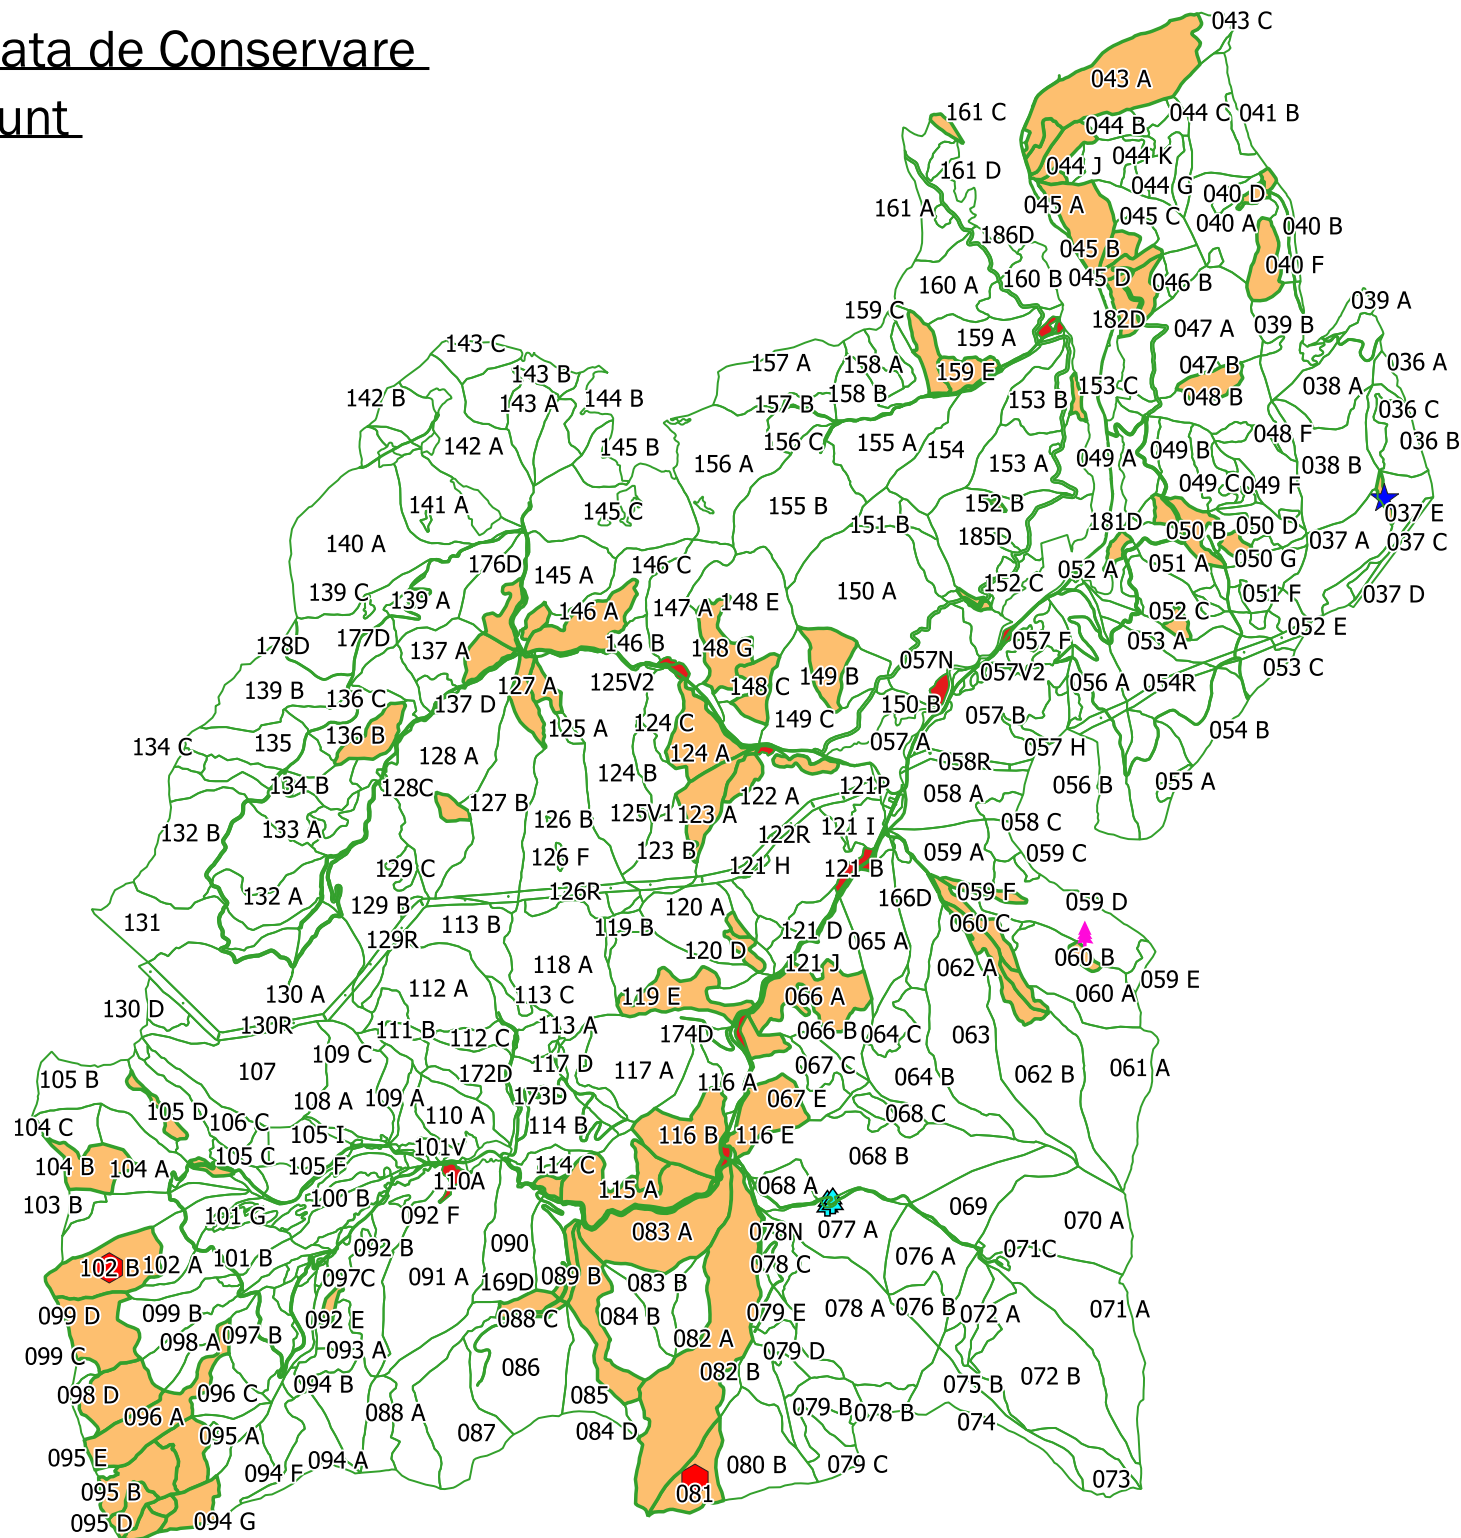 ata de Conservare
unt
043 C
043 A
161 C
044 C
041 B
044 B
044 K
044 J
161 D
044 G
040 D
045 A
161 A
045 C
040 A
040 B
186D
045 B
040 F
160 B
045 D
046 B
160 A
039 A
159 C
182D
047 A
039 B
159 A
143 C
157 A
158 A
047 B
036 A
143 B
159 E
153 C
038 A
142 B
143 A
144 B
157 B
158 B
153 B
048 B
036 C
048 F
036 B
142 A
145 B
156 C
155 A
154
049 B
156 A
153 A
049 A
038 B
049 C
049 F
141 A
145 C
155 B
152 B
037 E
151 B
181D
050 B
050 D
140 A
185D
037 A
037 C
050 G
176D
145 A
146 C
052 A
051 A
139 C
139 A
150 A
152 C
051 F
037 D
146 A
147 A
148 E
052 C
052 E
178D
177D
137 A
146 B
148 G
057 F
053 A
057N
053 C
139 B
136 C
127 A
125V2
148 C
149 B
057V2
056 A
054R
137 D
150 B
057 B
134 C
135
136 B
125 A
124 C
149 C
054 B
128 A
124 A
057 A
057 H
058R
134 B
128C
124 B
121P
056 B
055 A
127 B
122 A
058 A
132 B
133 A
126 B
125V1
123 A
122R
121 I
058 C
129 C
126 F
123 B
121 H
121 B
059 A
059 C
132 A
126R
059 F
131
129 B
120 A
166D
059 D
113 B
119 B
060 C
129R
121 D
065 A
120 D
060 B
118 A
121 J
062 A
059 E
130 A
112 A
113 C
119 E
066 A
060 A
130 D
130R
111 B
112 C
113 A
174D
066 B
064 C
063
109 C
117 D
067 C
107
172D
117 A
116 A
064 B
062 B
061 A
105 B
108 A
109 A
173D
067 E
105 D
106 C
110 A
114 B
068 C
104 C
105 I
101V
116 B
116 E
105 C
105 F
068 B
104 B
104 A
110A
114 C
115 A
068 A
103 B
100 B
069
101 G
092 F
083 A
078N
077 A
070 A
092 B
090
071C
102 B
102 A
101 B
097C
091 A
169D
089 B
083 B
078 C
076 A
099 D
099 B
092 E
088 C
084 B
079 E
078 A
076 B
072 A
071 A
098 A
097 B
082 A
099 C
093 A
086
082 B
079 D
098 D
096 C
094 B
085
075 B
072 B
096 A
088 A
087
084 D
079 B
078 B
074
095 A
095 E
094 F
094 A
080 B
079 C
073
095 B
081
095 D
094 G